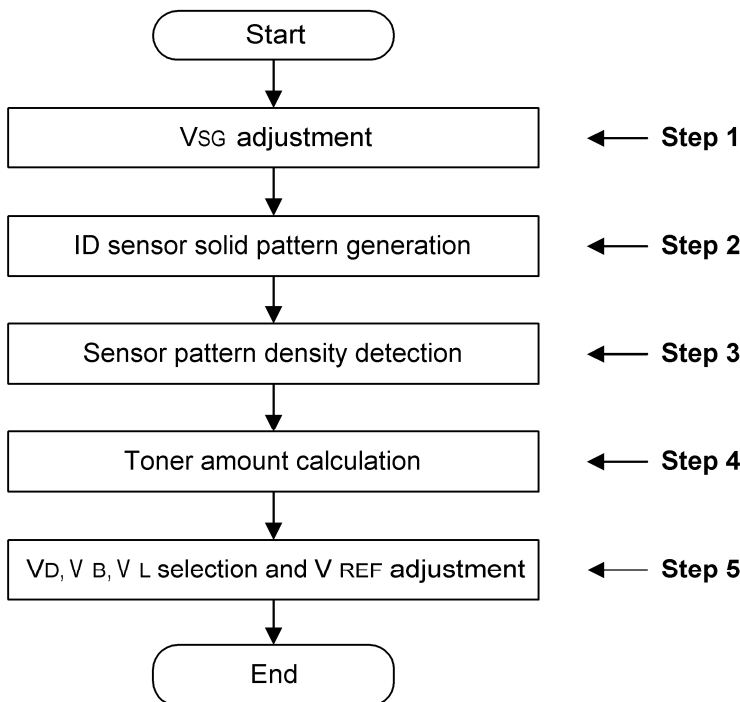 Start
VSG adjustment
Step 1
ID sensor solid pattern generation
Step 2
Sensor pattern density detection
Step 3
Toner amount calculation
Step 4
VD, V B, V L selection and V REF adjustment
Step 5
End